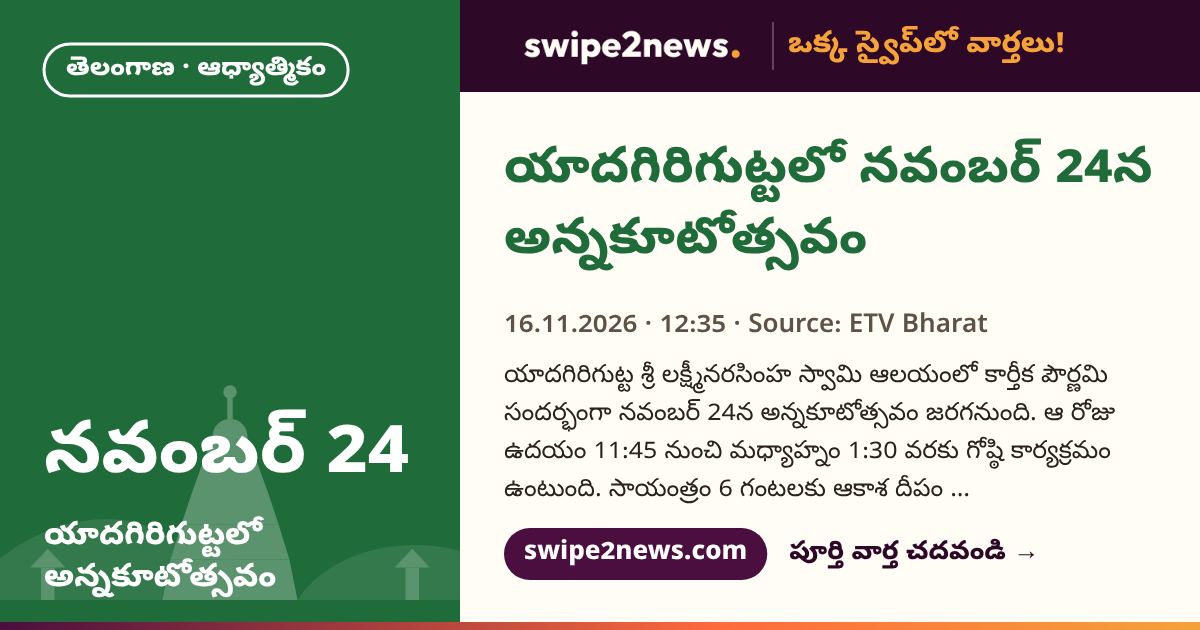 తెలంగాణ · ఆధ్యాత్మికం
నవంబర్ 24
యాదగిరిగుట్టలో
అన్నకూటోత్సవం
swipe2news. ఒక్క స్వైప్‌లో వార్తలు!
యాదగిరిగుట్టలో నవంబర్ 24న
అన్నకూటోత్సవం
16.11.2026 · 12:35 · Source: ETV Bharat
యాదగిరిగుట్ట శ్రీ లక్ష్మీనరసింహ స్వామి ఆలయంలో కార్తీక పౌర్ణమి
సందర్భంగా నవంబర్ 24న అన్నకూటోత్సవం జరగనుంది. ఆ రోజు
ఉదయం 11:45 నుంచి మధ్యాహ్నం 1:30 వరకు గోష్ఠి కార్యక్రమం
ఉంటుంది. సాయంత్రం 6 గంటలకు ఆకాశ దీపం ...
swipe2news.com పూర్తి వార్త చదవండి →